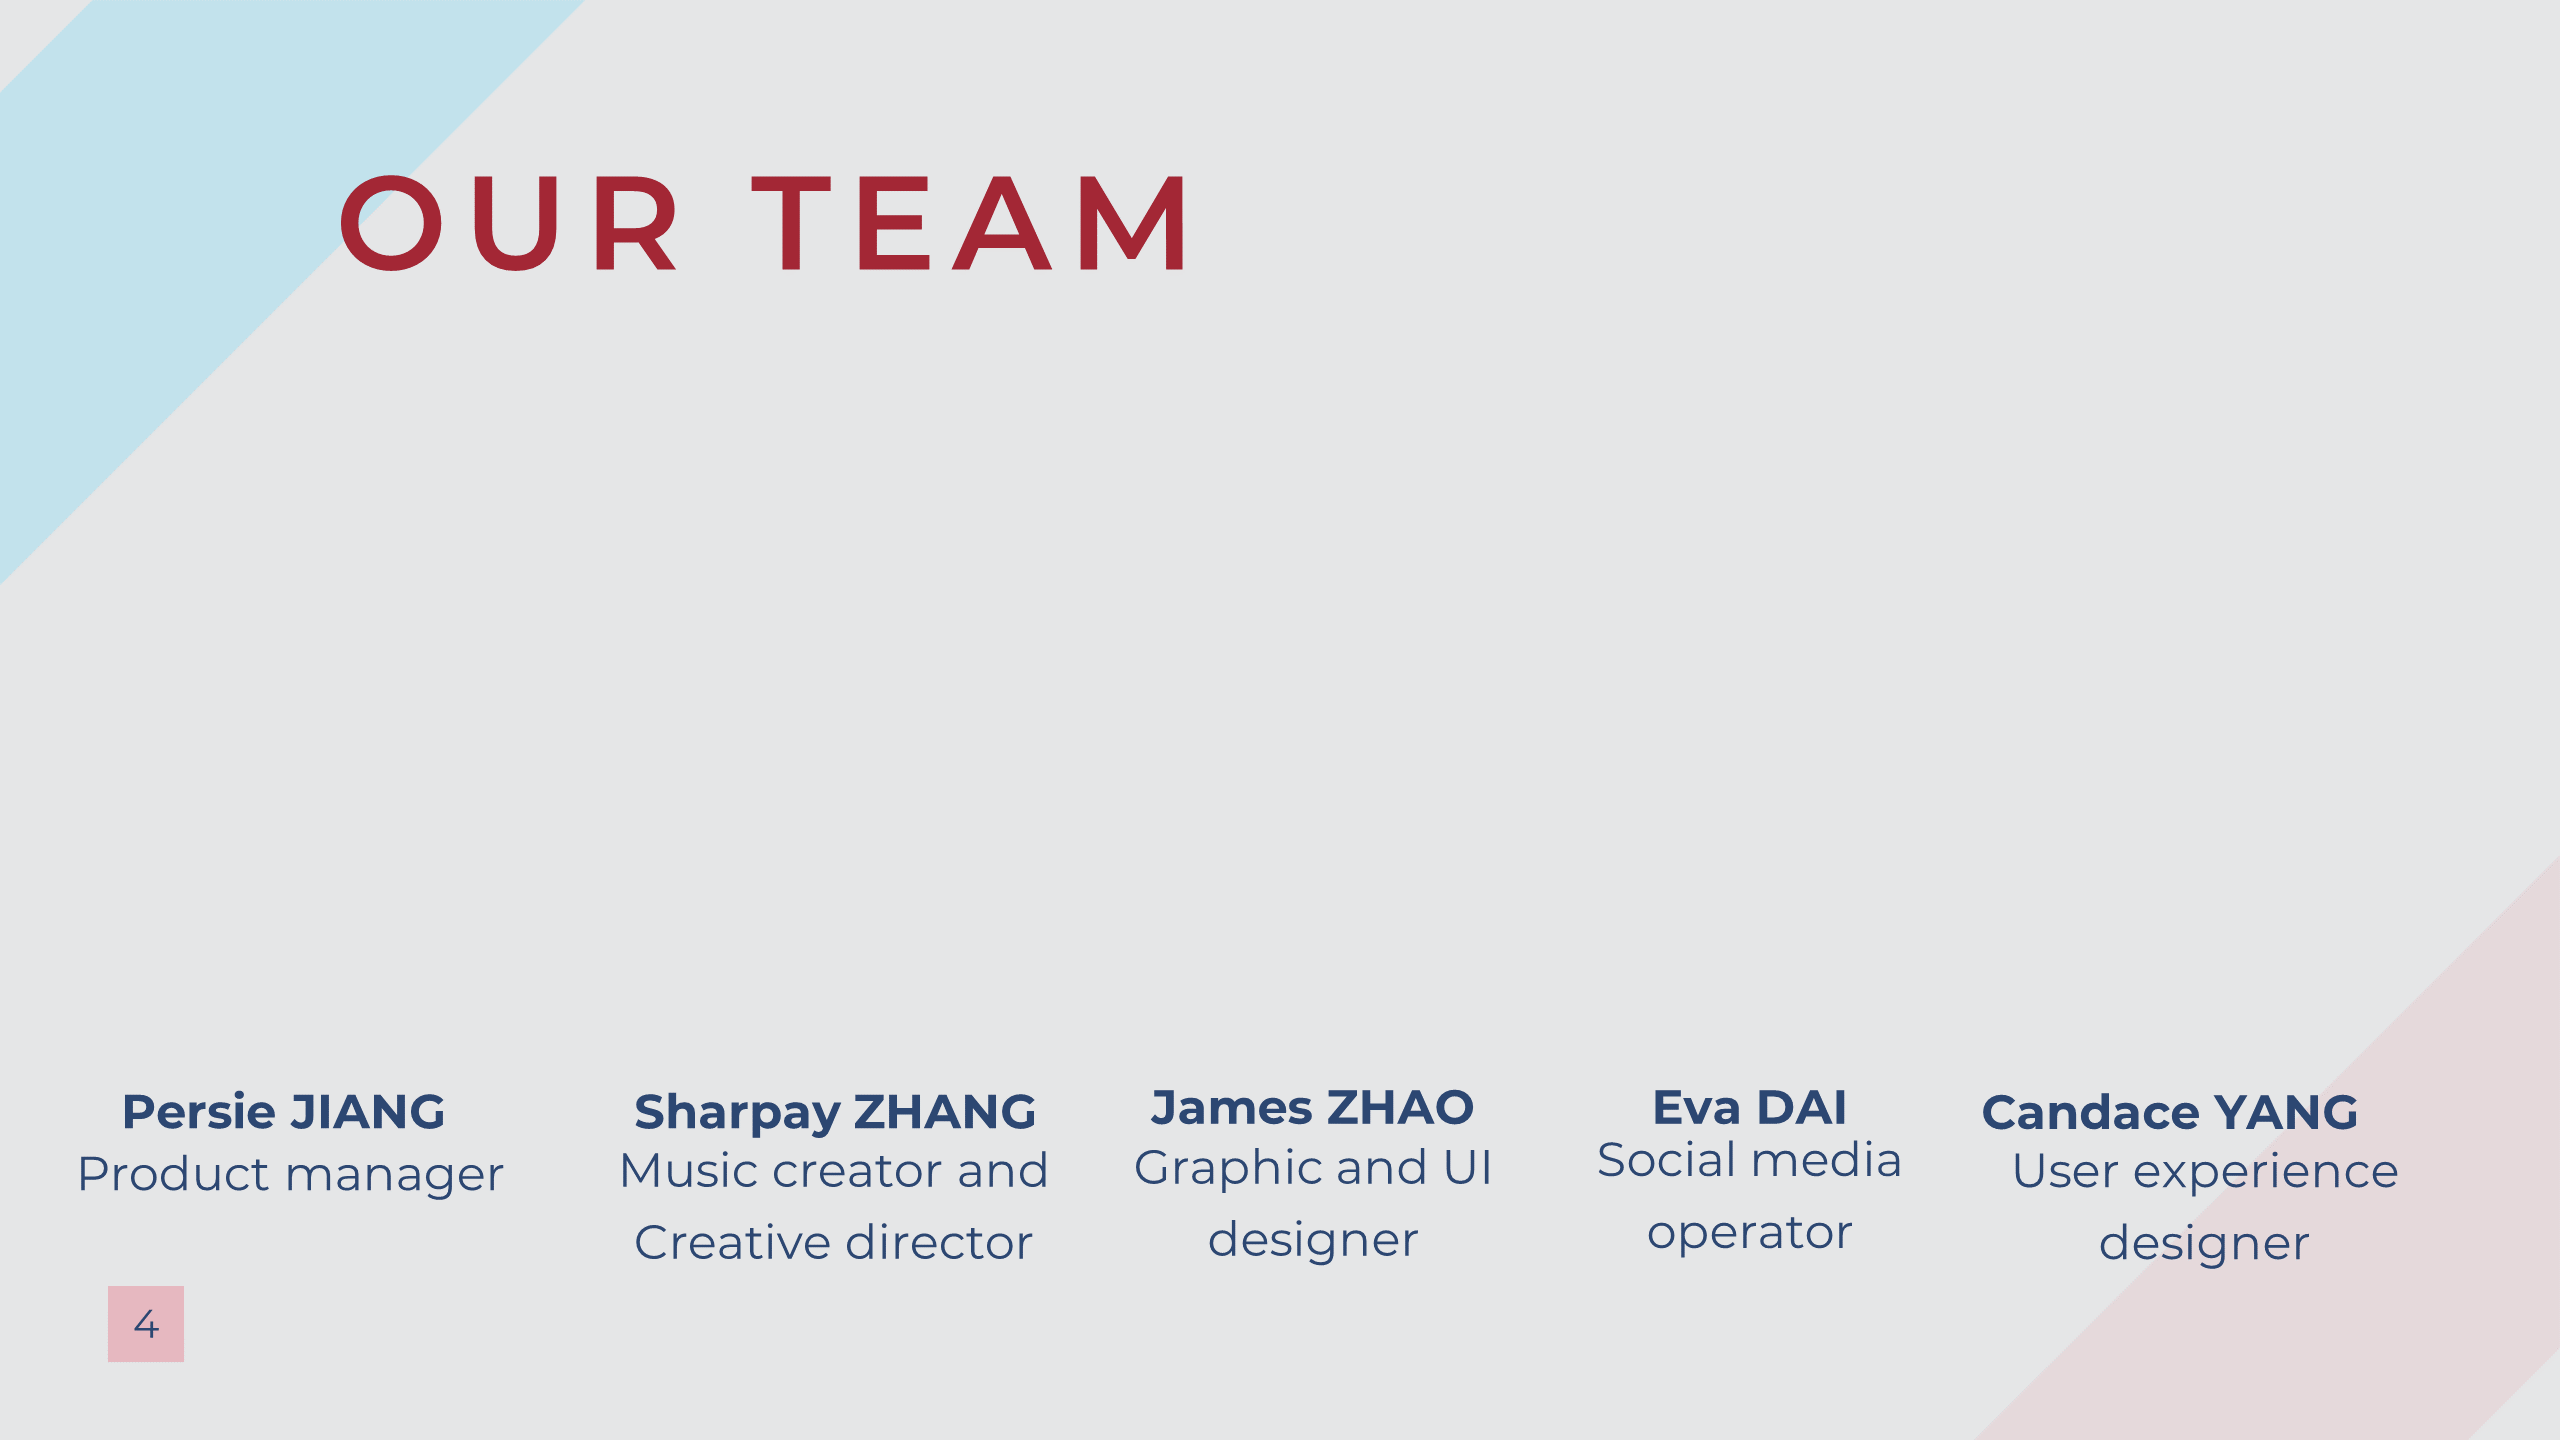 OUR TEAM
Persie JIANG
Product manager
Sharpay ZHANG
Music creator and
Creative director
James ZHAO
Graphic and UI
designer
Eva DAI
Social media
operator
Candace YANG
User experience
designer
4